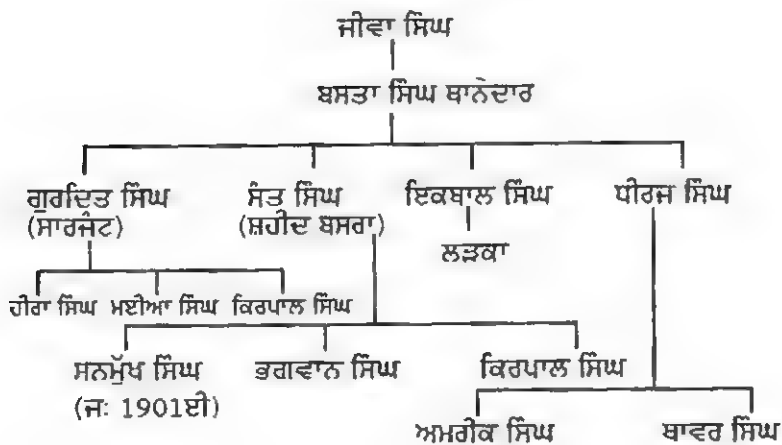 ਜੀਵਾ ਸਿੰਘ
ਬਸਤਾ ਸਿੰਘ ਥਾਨੇਦਾਰ
ਗੁਰਦਿਤ ਸਿੰਘ ਸੰਤ ਸਿੰਘ ਇਕਬਾਲ ਸਿੰਘ ਧੀਰਜ ਸਿੰਘ
(ਸਾਰਜੰਟ) (ਸ਼ਹੀਦ ਬਸਰਾ)
ਲੜਕਾ
ਹੀਰਾ ਸਿੰਘ ਮਈਆ ਸਿੰਘ ਕਿਰਪਾਲ ਸਿੰਘ
ਸਨਮੁੱਖ ਸਿੰਘ ਭਗਵਾਨ ਸਿੰਘ ਕਿਰਪਾਲ ਸਿੰਘ
(ਜਃ 1901ਈ)
ਅਮਰੀਕ ਸਿੰਘ ਥਾਵਰ ਸਿੰਘ